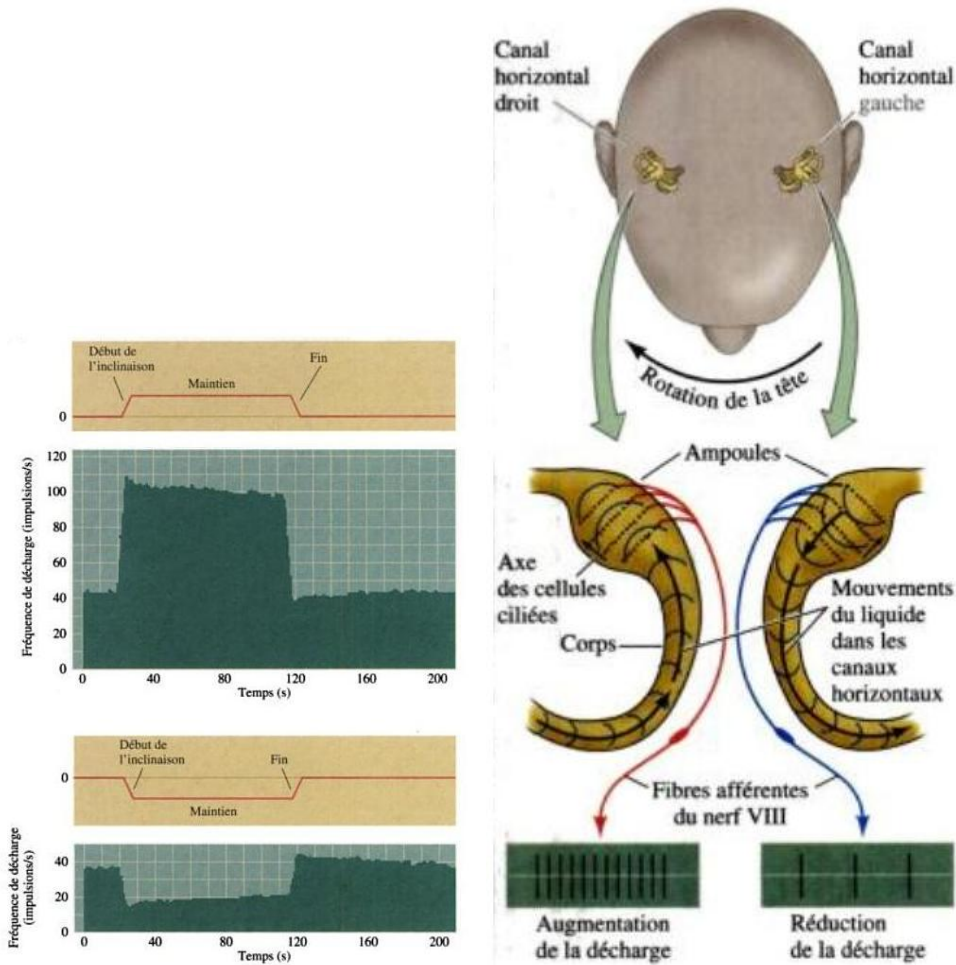 Canal
horizontal
droit
Canal
horizontal
gauche
Rotation de la tête
Ampoules
Axe
des cellules
ciliées
Corps
Mouvements
du liquide
dans les
canaux
horizontaux
Fibres afférentes
du nerf VIII
Augmentation
de la décharge
Réduction
de la décharge
Début de
l'inclinaison
Fin
Maintien
0
Fréquence de décharge (impulsions/s)
120
100
80
60
40
20
0
0 40 80 120 160 200
Temps (s)
Début de
l'inclinaison
Fin
0
Maintien
Fréquence de décharge
(impulsions/s)
40
20
0
0 40 80 120 160 200
Temps (s)